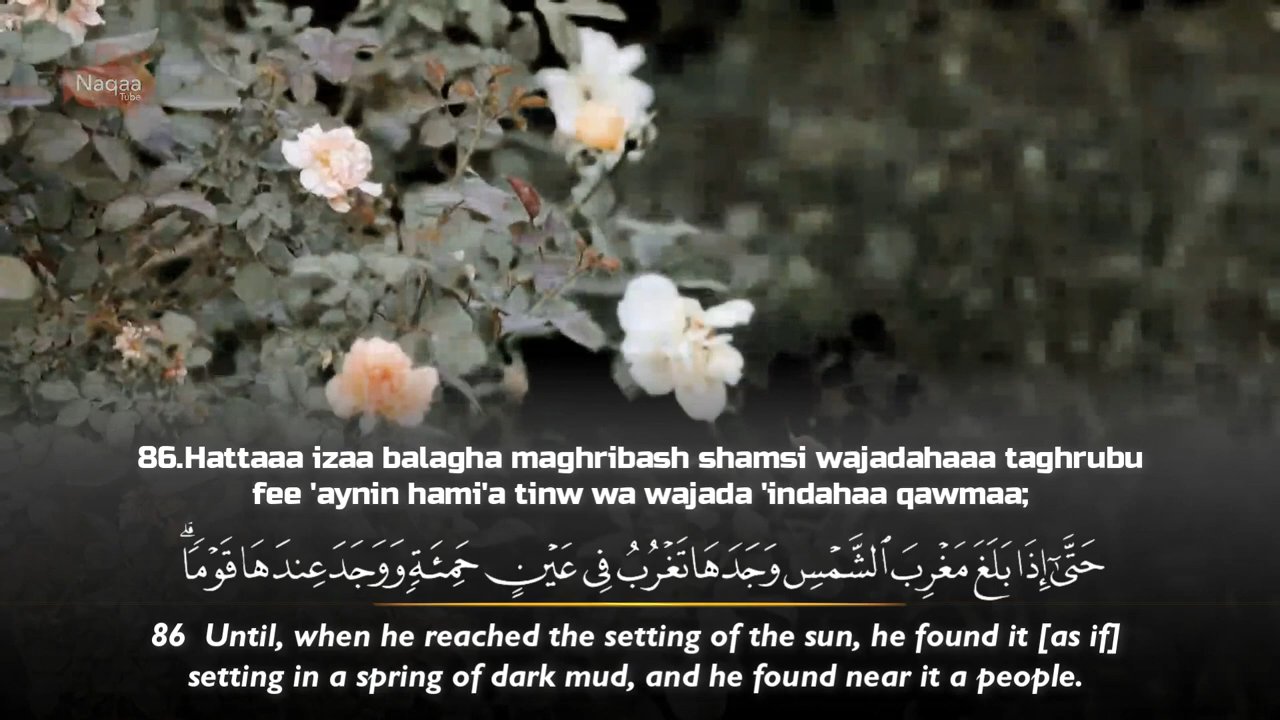 Naqaa
Tube
86.Hattaaa izaa balagha maghribash shamsi wajadahaaa taghrubu
fee 'aynin hami'a tinw wa wajada 'indahaa qawmaa;
حَتَّىٰٓ إِذَا بَلَغَ مَغْرِبَ ٱلشَّمْسِ وَجَدَهَا تَغْرُبُ فِى عَيْنٍ حَمِئَةٍ وَوَجَدَ عِندَهَا قَوْمًا ۗ
86 Until, when he reached the setting of the sun, he found it [as if]
setting in a spring of dark mud, and he found near it a people.